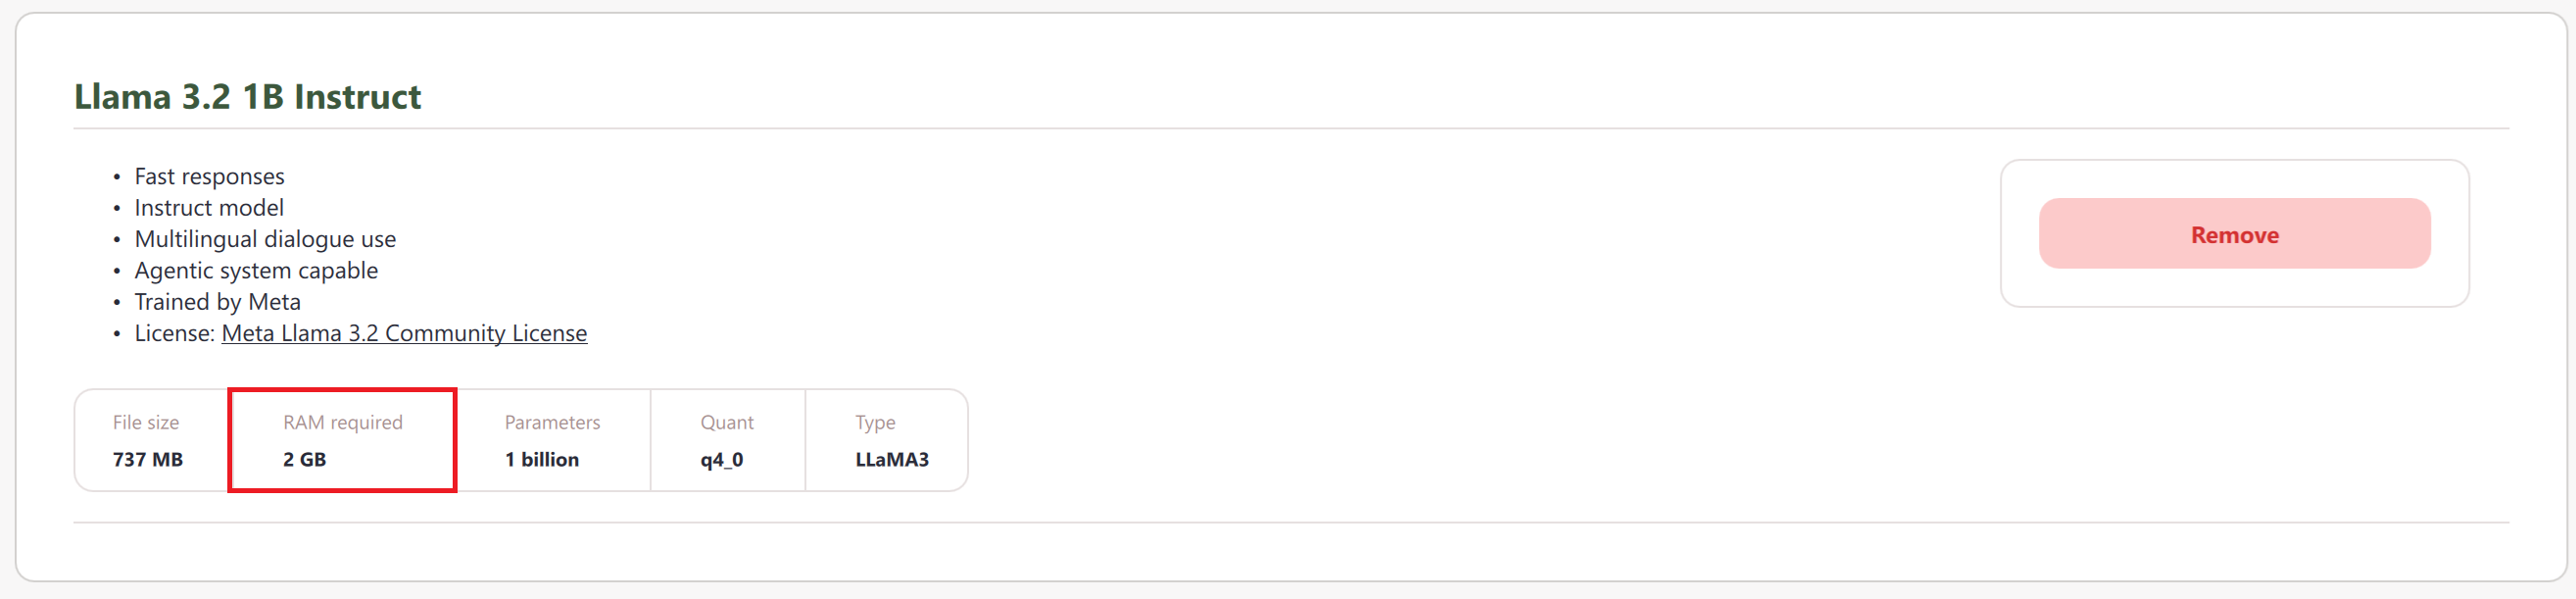 Llama 3.2 1B Instruct
• Fast responses
• Instruct model
• Multilingual dialogue use
• Agentic system capable
• Trained by Meta
• License: Meta Llama 3.2 Community License
Remove
File size RAM required Parameters Quant Type
737 MB 2 GB 1 billion q4_0 LLaMA3